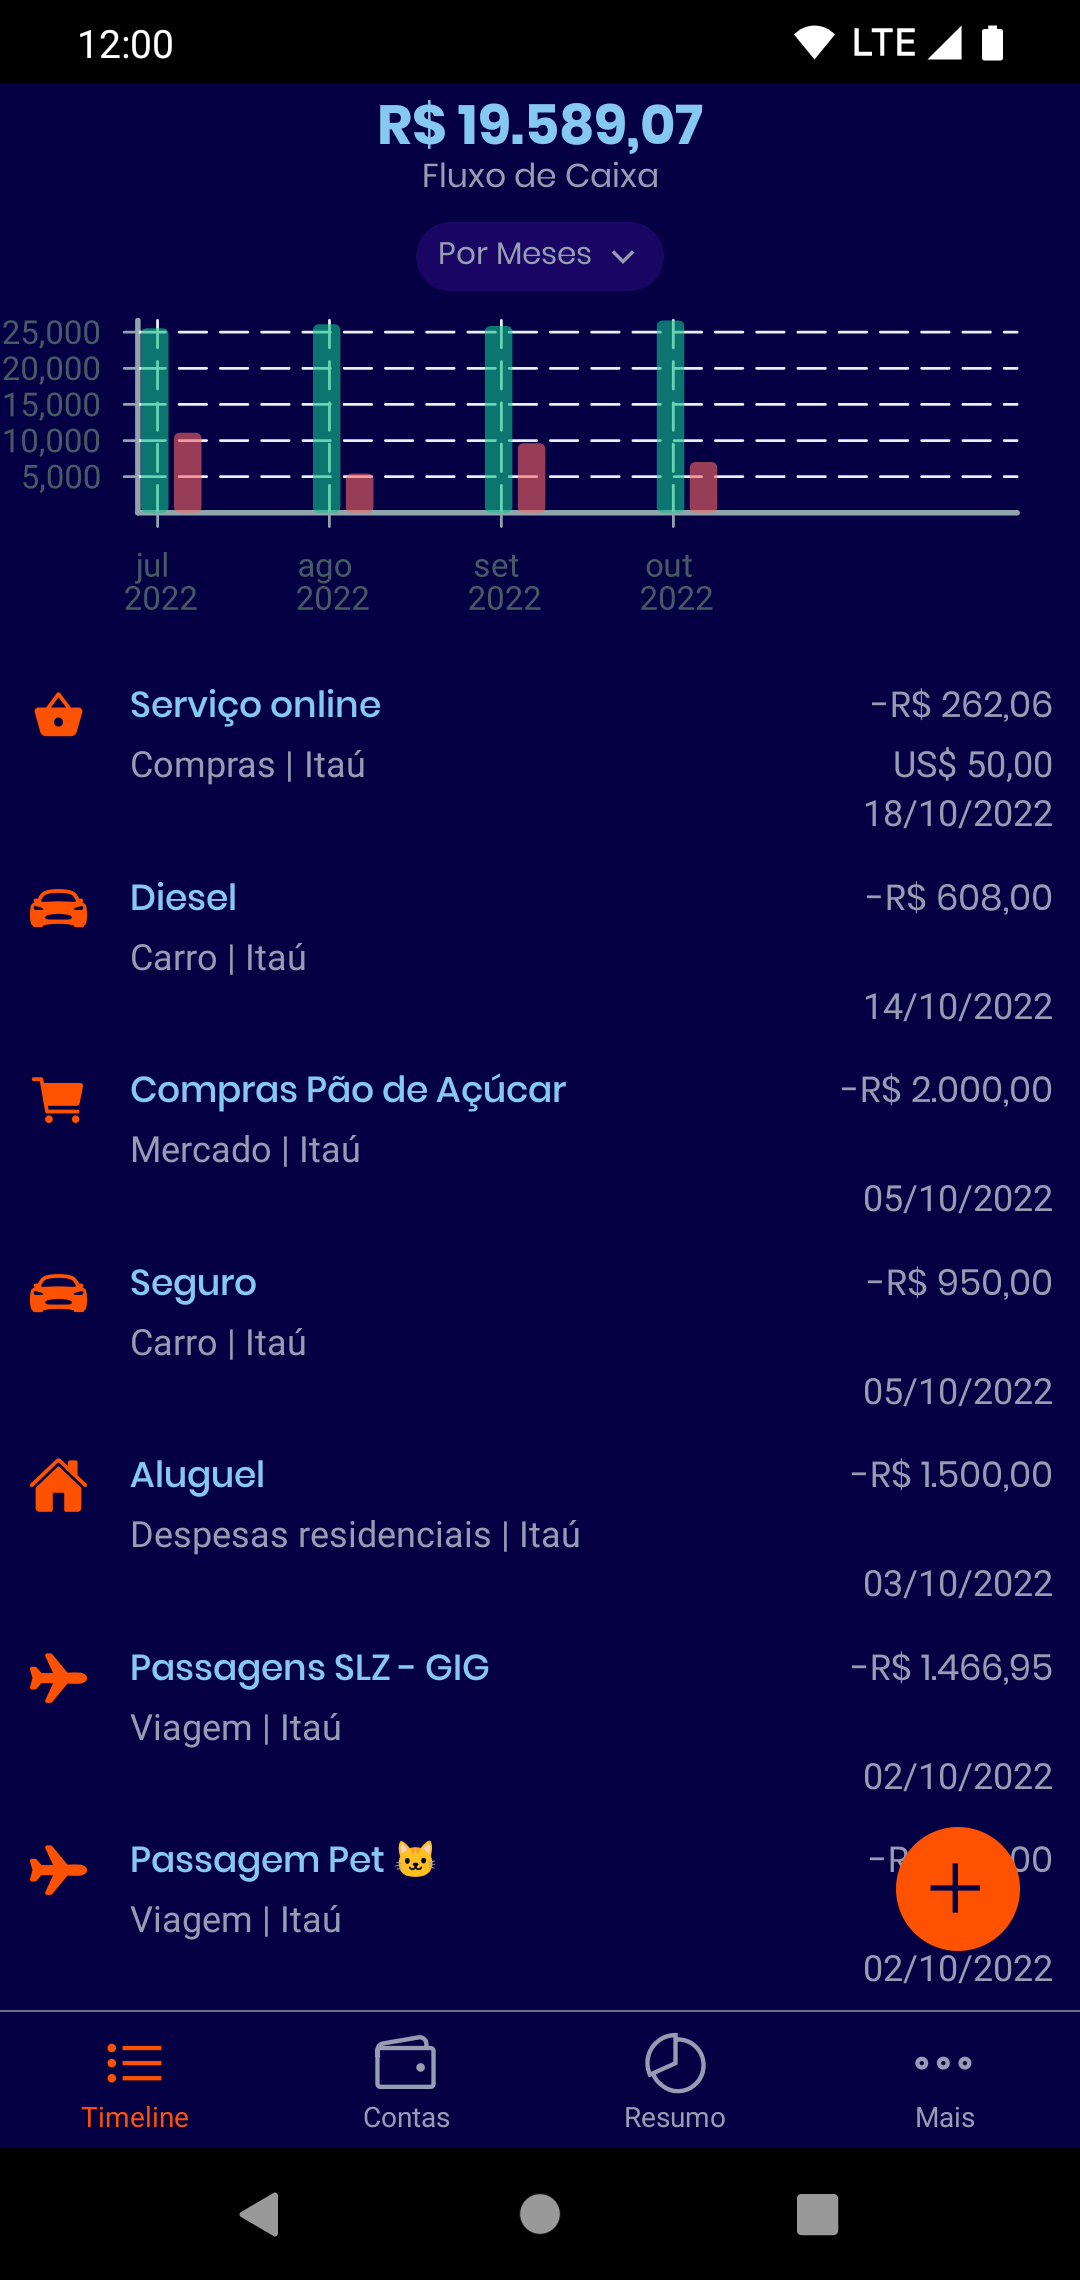 12:00 LTE
R$ 19.589,07
Fluxo de Caixa
Por Meses
25,000
20,000
15,000
10,000
5,000
jul 2022
ago 2022
set 2022
out 2022
Serviço online -R$ 262,06
Compras | Itaú US$ 50,00
18/10/2022
Diesel -R$ 608,00
Carro | Itaú
14/10/2022
Compras Pão de Açúcar -R$ 2.000,00
Mercado | Itaú
05/10/2022
Seguro -R$ 950,00
Carro | Itaú
05/10/2022
Aluguel -R$ 1.500,00
Despesas residenciais | Itaú
03/10/2022
Passagens SLZ - GIG -R$ 1.466,95
Viagem | Itaú
02/10/2022
Passagem Pet 🐱
Viagem | Itaú
02/10/2022
Timeline Contas Resumo Mais